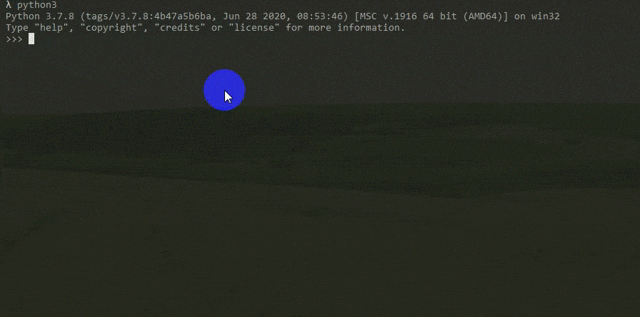 λ python3
Python 3.7.8 (tags/v3.7.8:4b47a5b6ba, Jun 28 2020, 08:53:46) [MSC v.1916 64 bit (AMD64)] on win32
Type "help", "copyright", "credits" or "license" for more information.
>>>